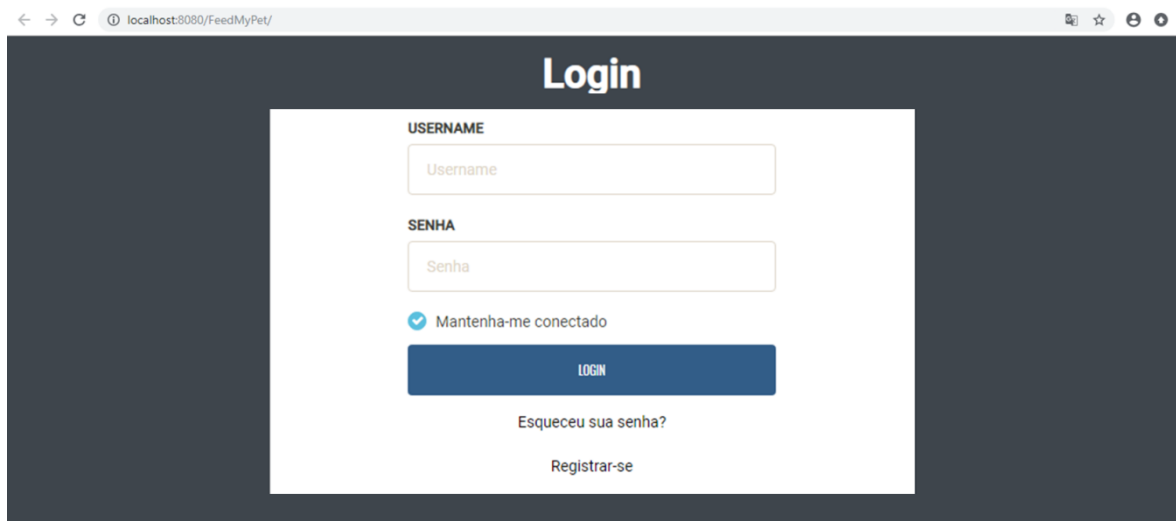 localhost:8080/FeedMyPet/
Login
USERNAME
Username
SENHA
Senha
Mantenha-me conectado
LOGIN
Esqueceu sua senha?
Registrar-se